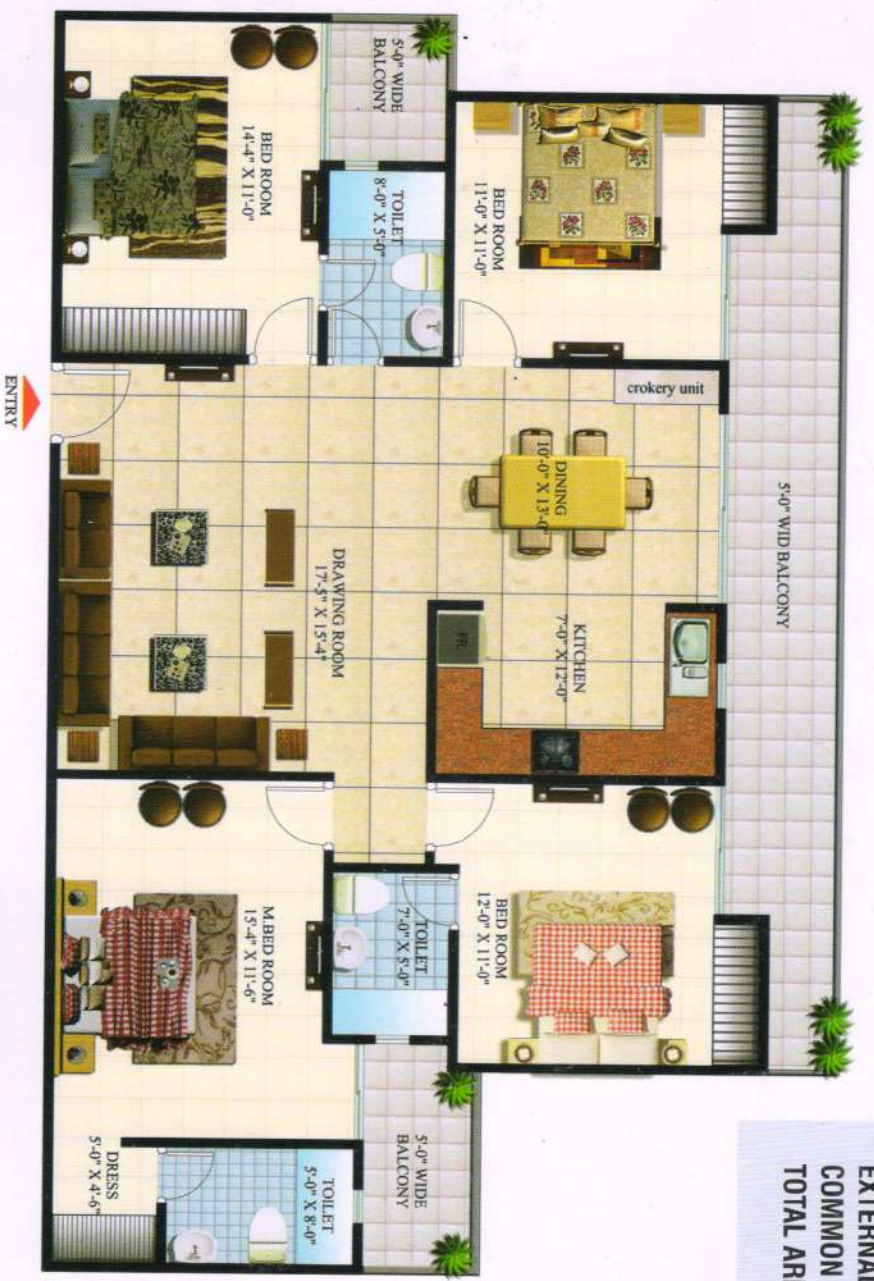 5'-0" WIDE
BALCONY
BED ROOM
14'-4" X 11'-0"
TOILET
8'-0" X 5'-0"
BED ROOM
11'-0" X 11'-0"
ENTRY
crokery unit
DINING
10'-0" X 13'-0"
5'-0" WID BALCONY
DRAWING ROOM
17'-5" X 15'-4"
KITCHEN
7'-0" X 12'-0"
FR.
M.BED ROOM
15'-4" X 11'-6"
TOILET
7'-0" X 5'-0"
BED ROOM
12'-0" X 11'-0"
DRESS
5'-0" X 4'-6"
TOILET
5'-0" X 8'-0"
5'-0" WIDE
BALCONY
EXTERNAL
COMMON
TOTAL AR